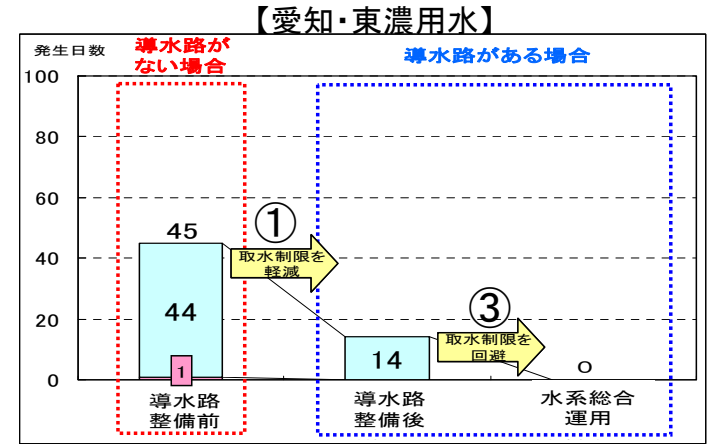 【愛知・東濃用水】
発生日数
導水路が
ない場合
導水路がある場合
100
80
60
40
20
0
45
44
1
①
取水制限を
軽減
14
③
取水制限を
回避
0
導水路
整備前
導水路
整備後
水系総合
運用